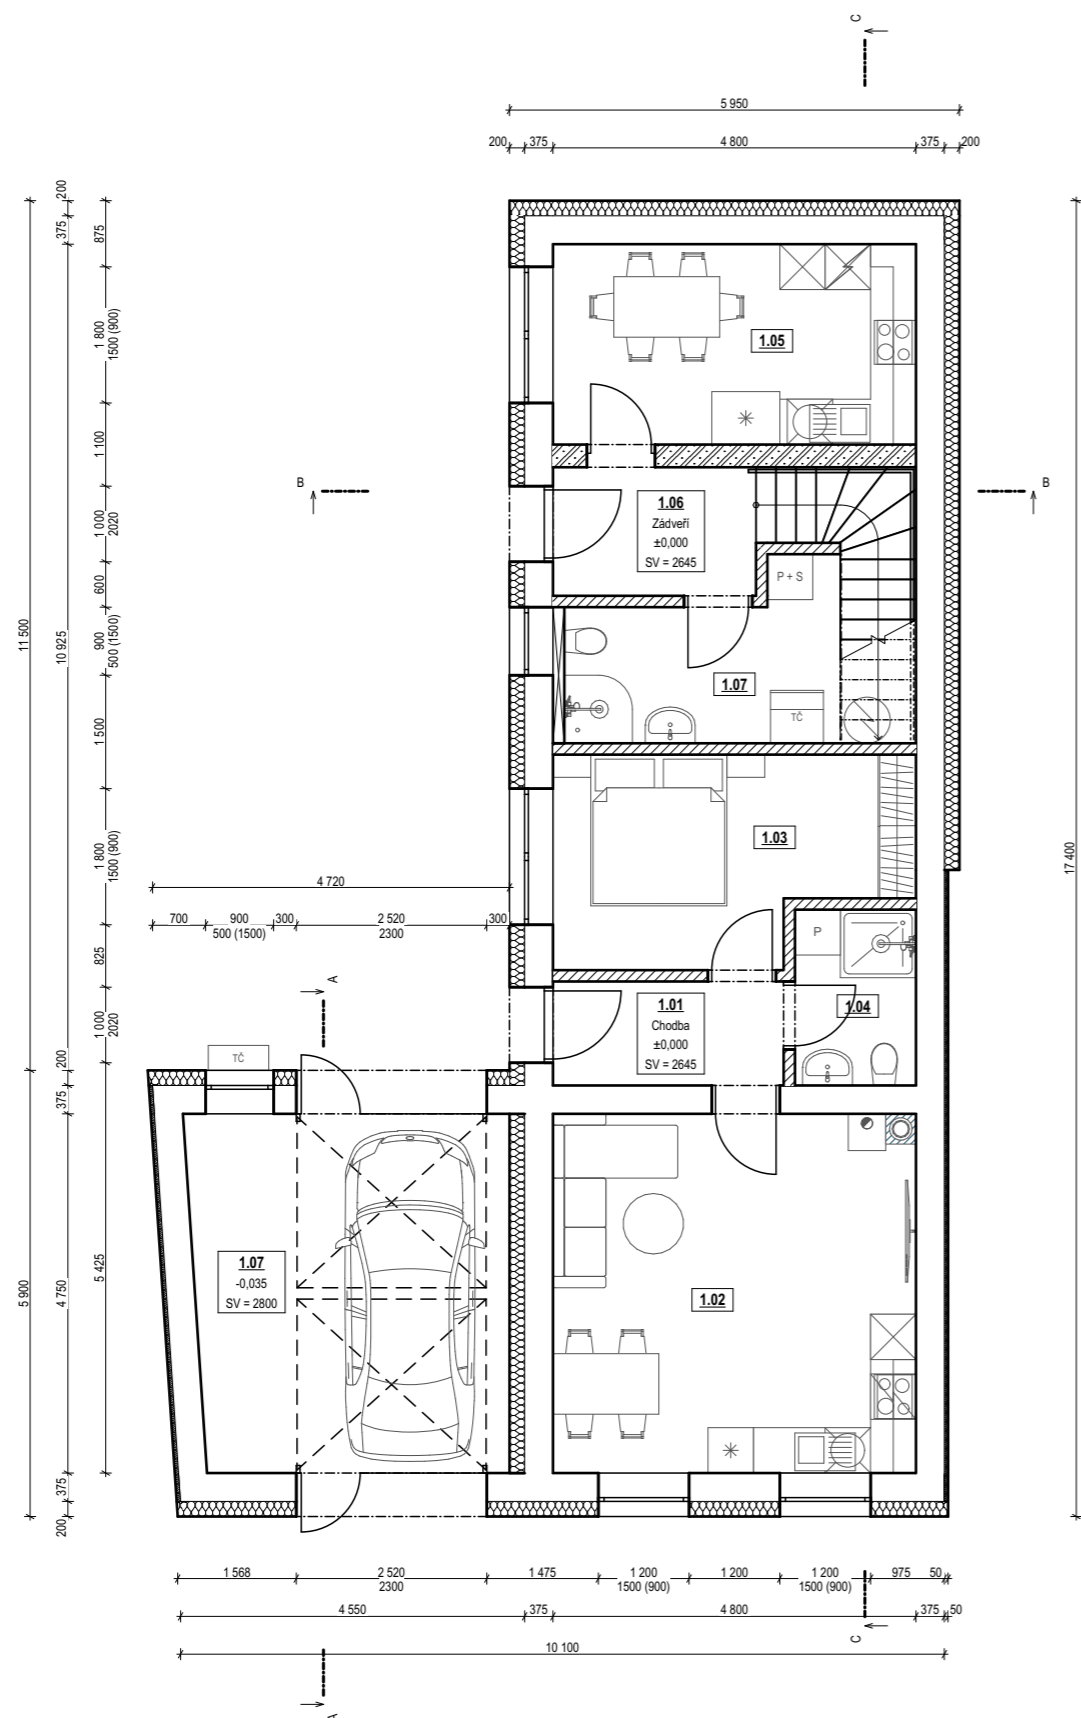 C
5 950
200 375 4 800 375 200
200
375
875
1 800
1500 (900)
1 100
1 000
2020
600
900
500 (1500)
1 500
1 800
1500 (900)
825
1 000
2020
11 500
10 925
200
375
5 425
4 750
5 900
375
200
17 400
1.05
B
B
1.06
Zádveří
±0,000
SV = 2645
P + S
1.07
TČ
1.03
4 720
700 900 300 2 520 300
500 (1500) 2300
A
P
1.04
1.01
Chodba
±0,000
SV = 2645
TČ
1.07
-0,035
SV = 2800
1.02
1 568 2 520 1 475 1 200 1 200 1 200 975 50
2300 1500 (900) 1500 (900)
4 550 375 4 800 375 50
C
10 100
A